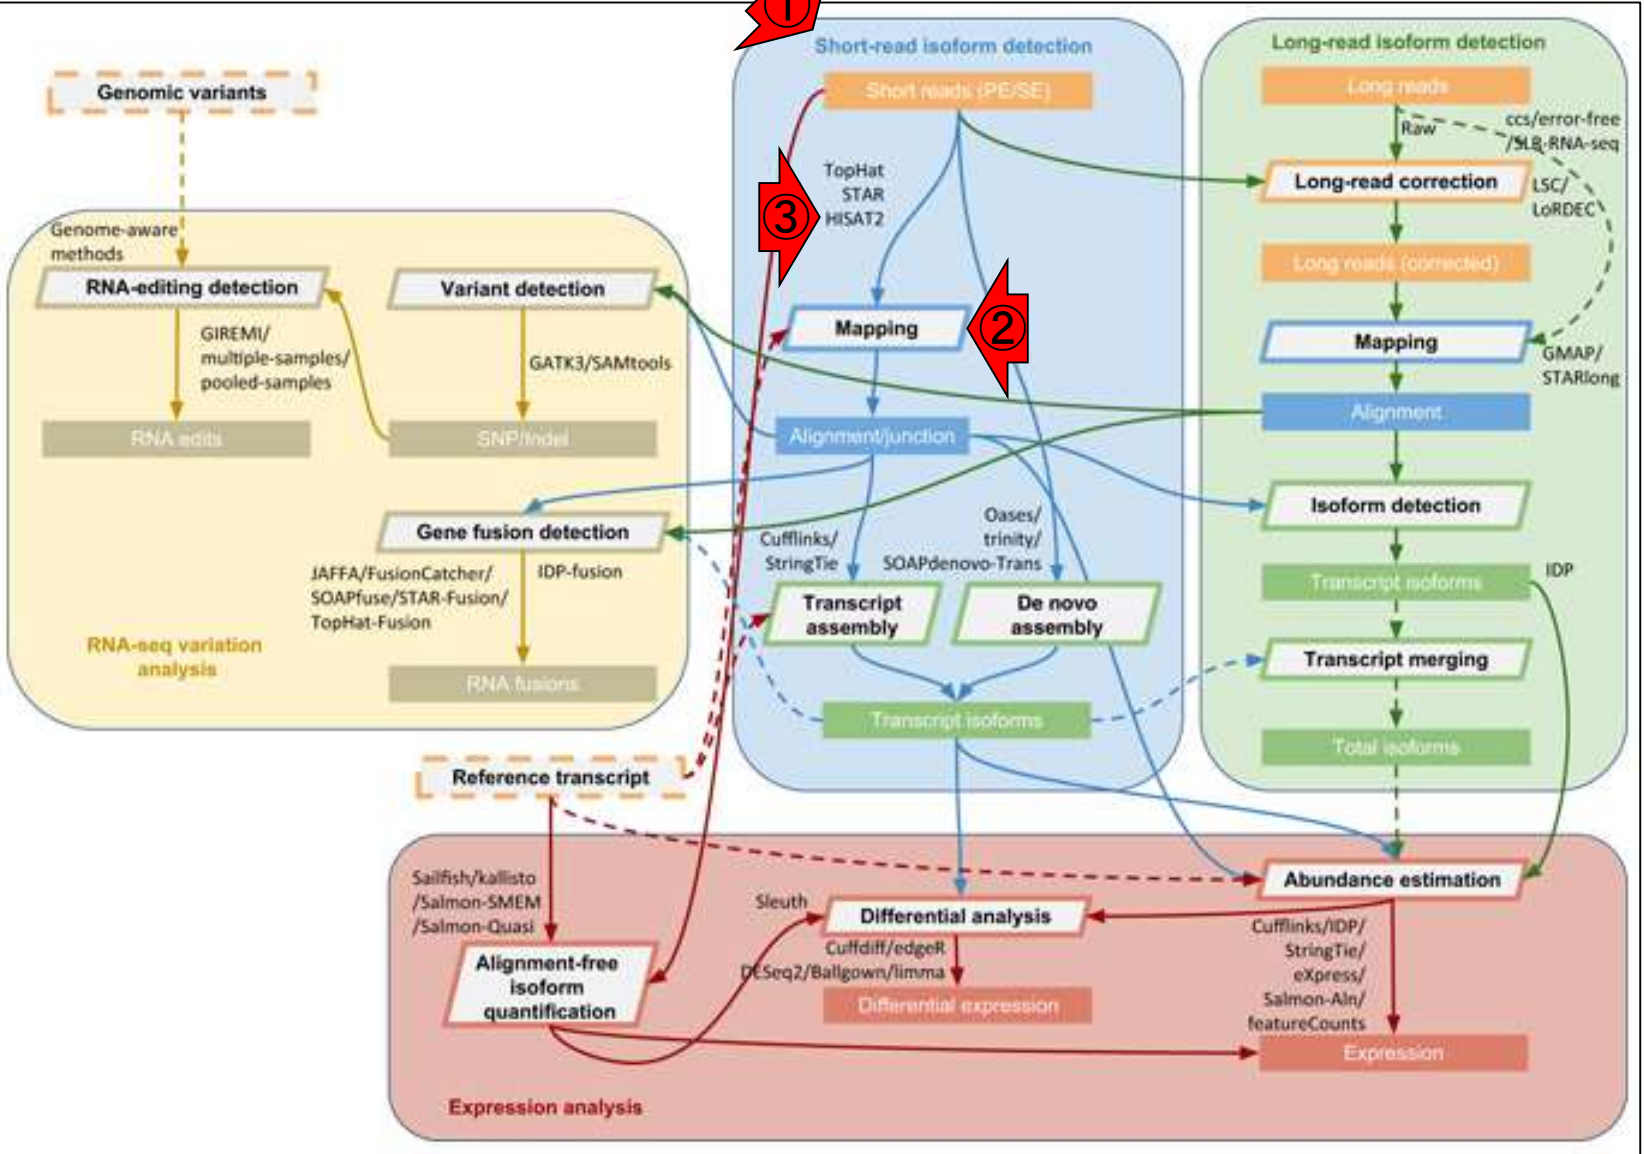 ①
Short-read isoform detection
Long-read isoform detection
Genomic variants
Short reads (PE/SE)
Long reads
Raw
ccs/error-free
/SLR-RNA-seq
TopHat
STAR
HISAT2
③
Long-read correction
LSC/
LoRDEC
Genome-aware
methods
Long reads (corrected)
RNA-editing detection
Variant detection
Mapping
②
Mapping
GIREMI/
multiple-samples/
pooled-samples
GATK3/SAMtools
GMAP/
STARlong
Alignment
RNA edits
SNP/Indel
Alignment/junction
Isoform detection
Gene fusion detection
Cufflinks/
StringTie
Oases/
trinity/
SOAPdenovo-Trans
JAFFA/FusionCatcher/
SOAPfuse/STAR-Fusion/
TopHat-Fusion
IDP-fusion
Transcript isoforms
IDP
Transcript
assembly
De novo
assembly
RNA-seq variation
analysis
Transcript merging
RNA fusions
Transcript isoforms
Total isoforms
Reference transcript
Sailfish/kallisto
/Salmon-SMEM
/Salmon-Quasi
Sleuth
Abundance estimation
Differential analysis
Cuffdiff/edgeR
DESeq2/Ballgown/limma
Cufflinks/IDP/
StringTie/
eXpress/
Salmon-Aln/
featureCounts
Alignment-free
isoform
quantification
Differential expression
Expression
Expression analysis